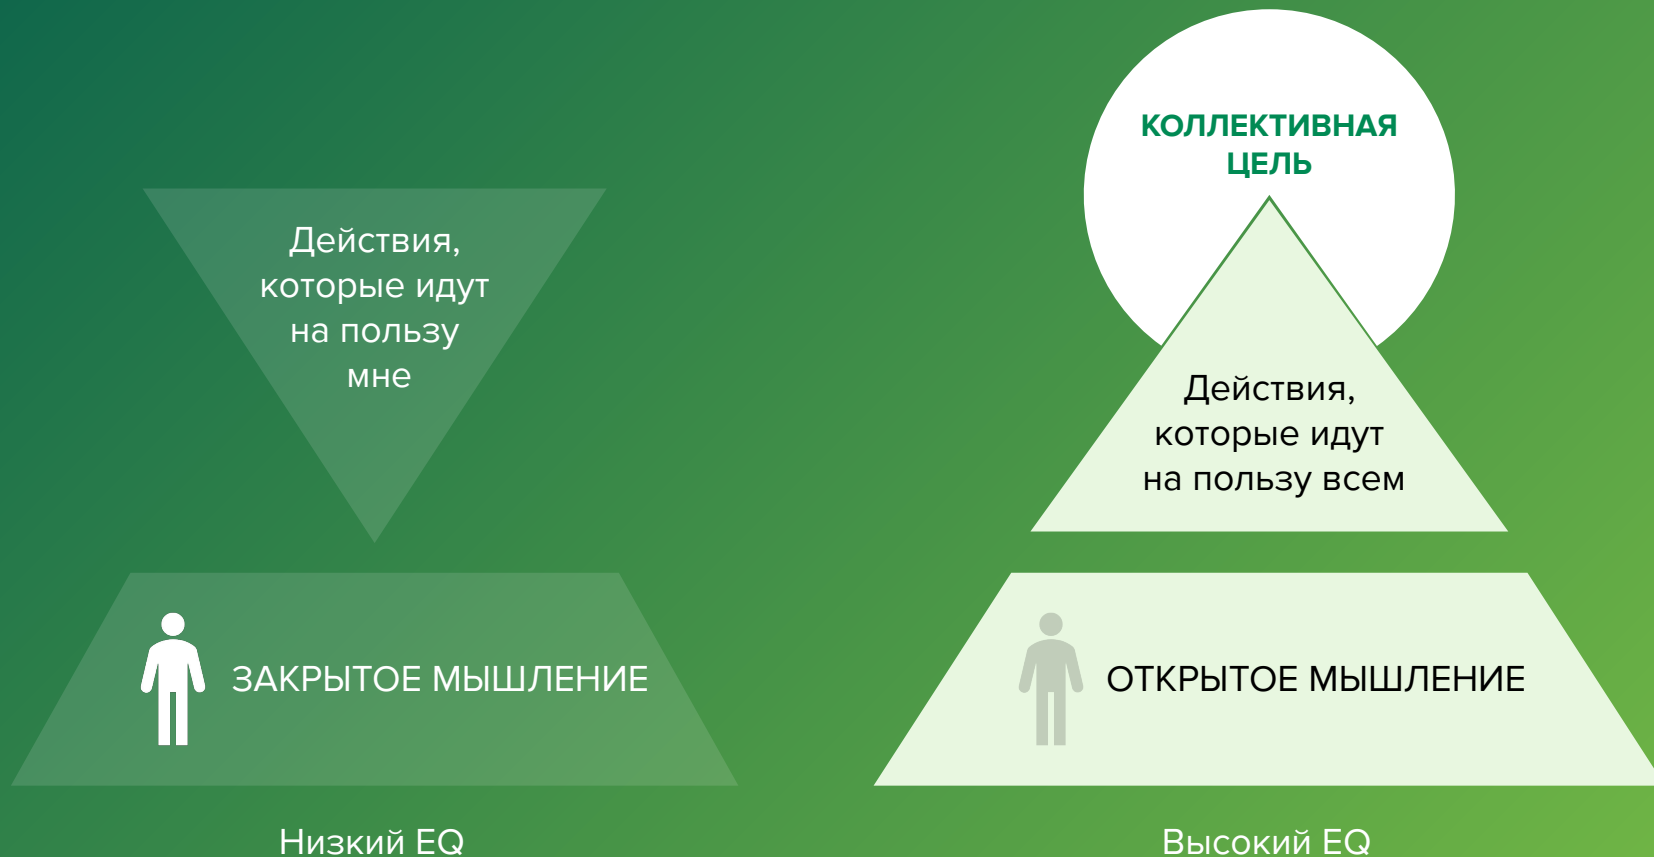 Действия,
которые идут
на пользу
мне
ЗАКРЫТОЕ МЫШЛЕНИЕ
Низкий EQ
КОЛЛЕКТИВНАЯ
ЦЕЛЬ
Действия,
которые идут
на пользу всем
ОТКРЫТОЕ МЫШЛЕНИЕ
Высокий EQ